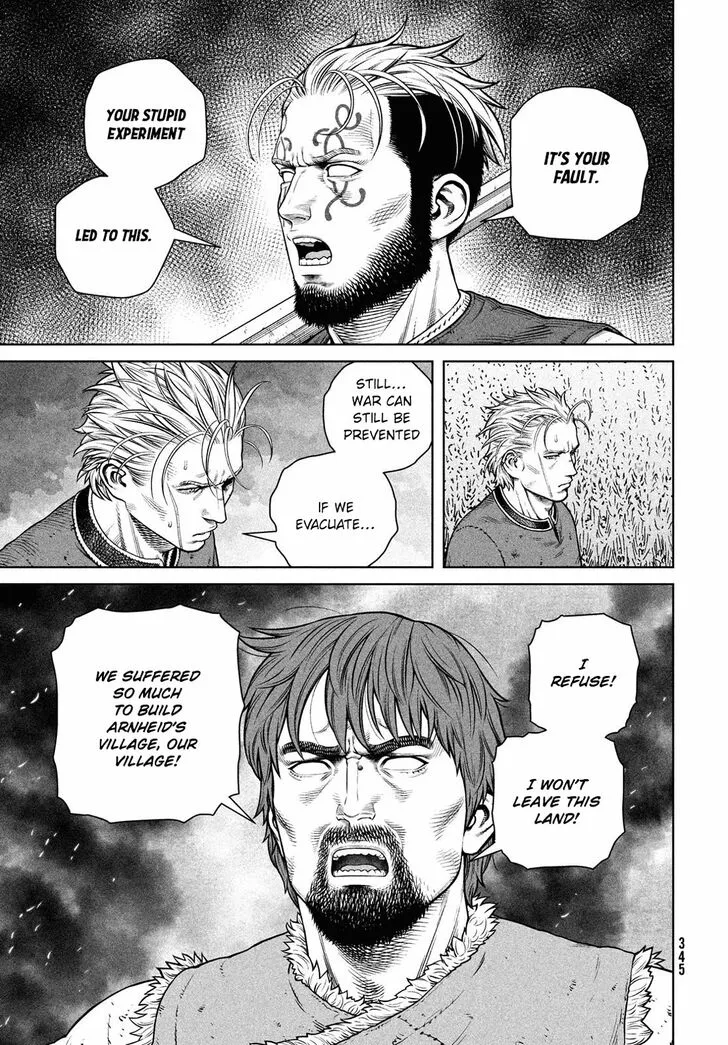 IT'S YOUR
FAULT.
YOUR STUPID
EXPERIMENT
LED TO THIS.
STILL...
WAR CAN
STILL BE
PREVENTED
IF WE
EVACUATE...
I
REFUSE!
I WON'T
LEAVE THIS
LAND!
WE SUFFERED
SO MUCH
TO BUILD
ARNHEID'S
VILLAGE, OUR
VILLAGE!
345